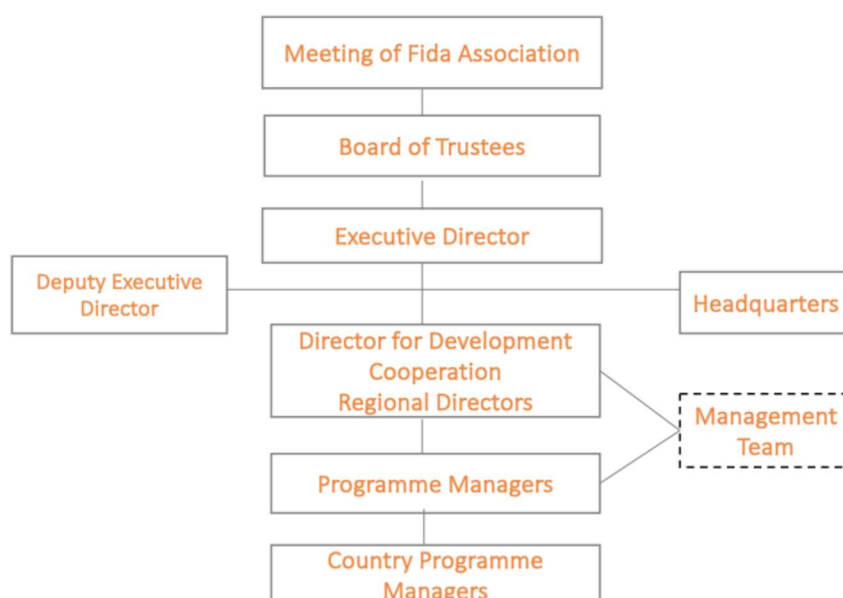 Meeting of Fida Association
Board of Trustees
Executive Director
Deputy Executive
Director
Headquarters
Director for Development
Cooperation
Regional Directors
Management
Team
Programme Managers
Country Programme
Managers